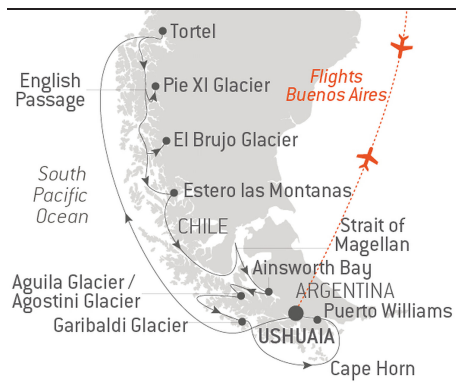 Tortel
English
Passage
Pie XI Glacier
Flights
Buenos Aires
El Brujo Glacier
South
Pacific
Ocean
Estero las Montanas
CHILE
Strait of
Magellan
Ainsworth Bay
Aguila Glacier /
Agostini Glacier
ARGENTINA
Garibaldi Glacier
Puerto Williams
USHUAIA
Cape Horn